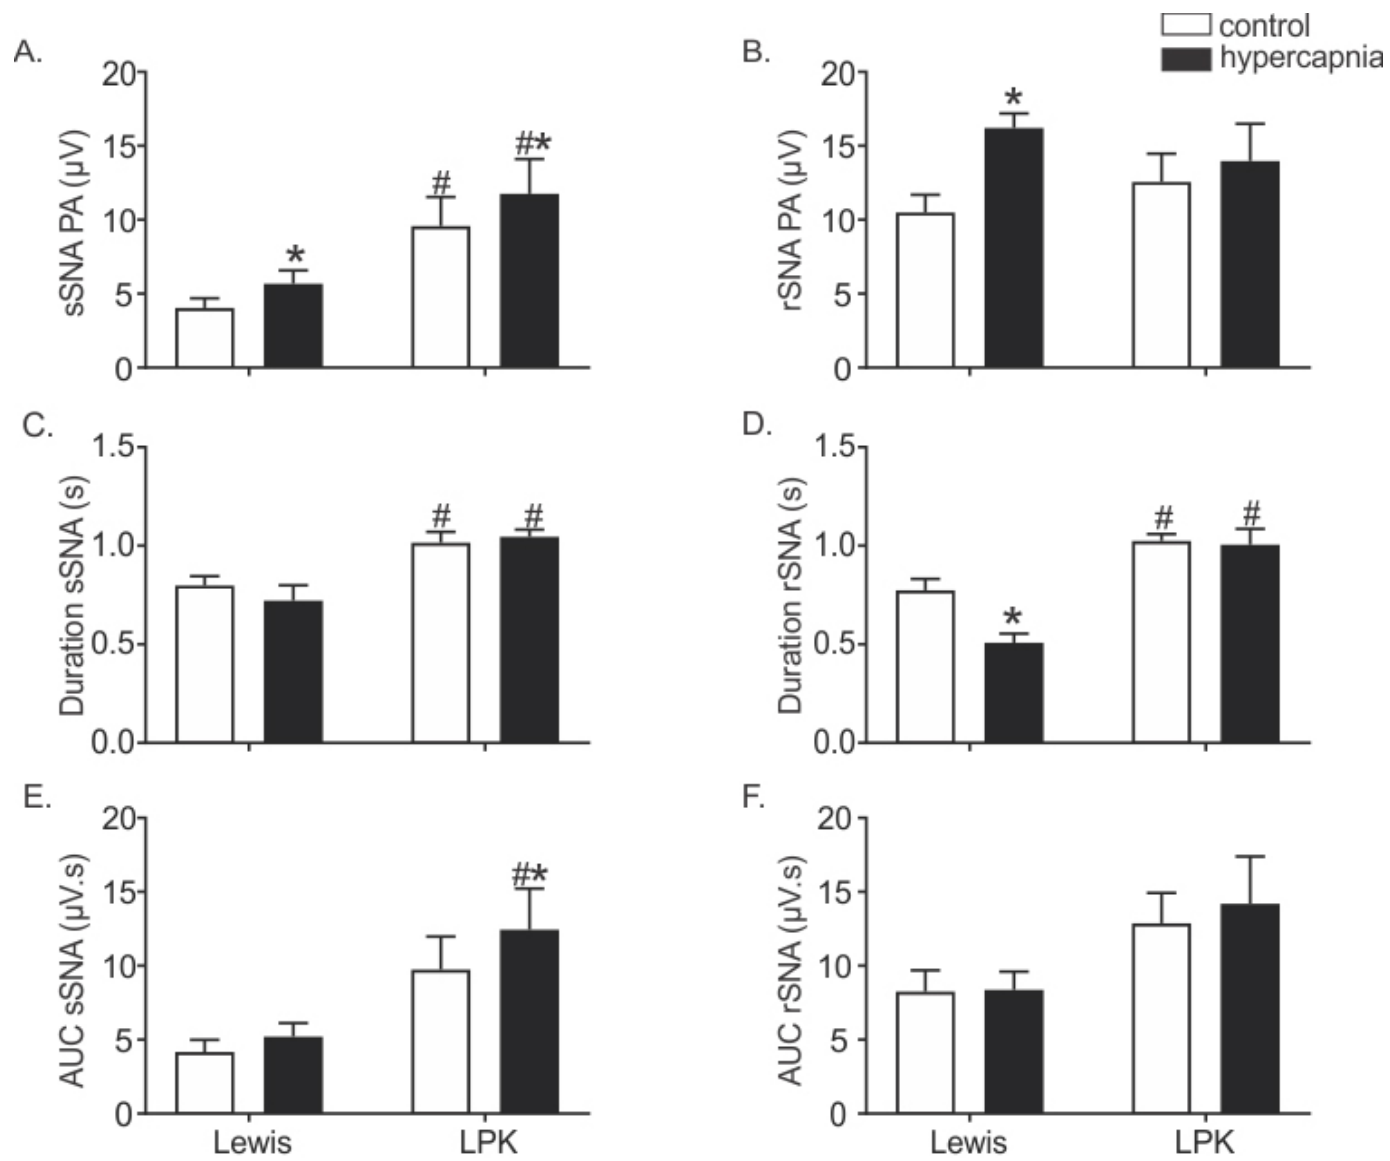 control
hypercapnia
A.
20
15
10
5
0
sSNA PA (µV)
*
#
#*
B.
20
15
10
5
0
rSNA PA (µV)
*
C.
1.5
1.0
0.5
0.0
Duration sSNA (s)
#
#
D.
1.5
1.0
0.5
0.0
Duration rSNA (s)
*
#
#
E.
20
15
10
5
0
AUC sSNA (µV.s)
#*
Lewis
LPK
F.
20
15
10
5
0
AUC rSNA (µV.s)
Lewis
LPK